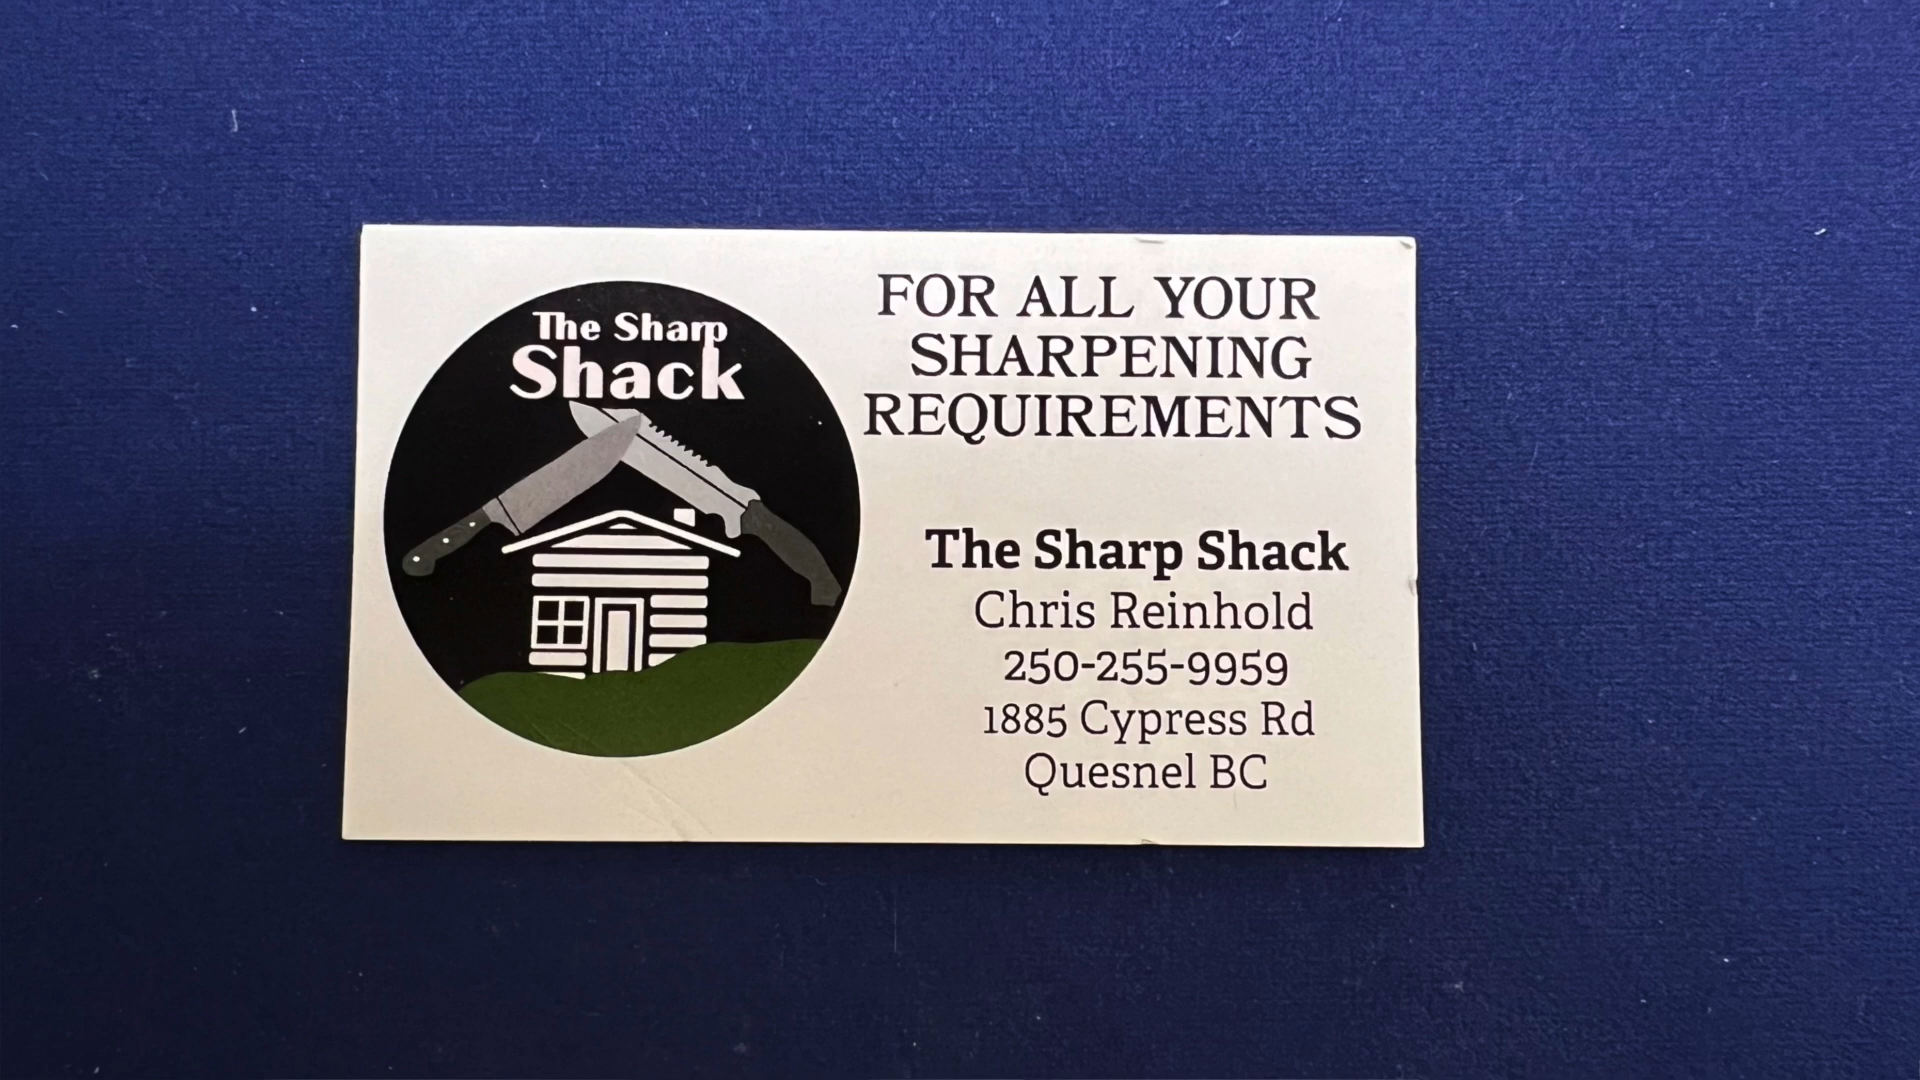 The Sharp
Shack
FOR ALL YOUR
SHARPENING
REQUIREMENTS
The Sharp Shack
Chris Reinhold
250-255-9959
1885 Cypress Rd
Quesnel BC